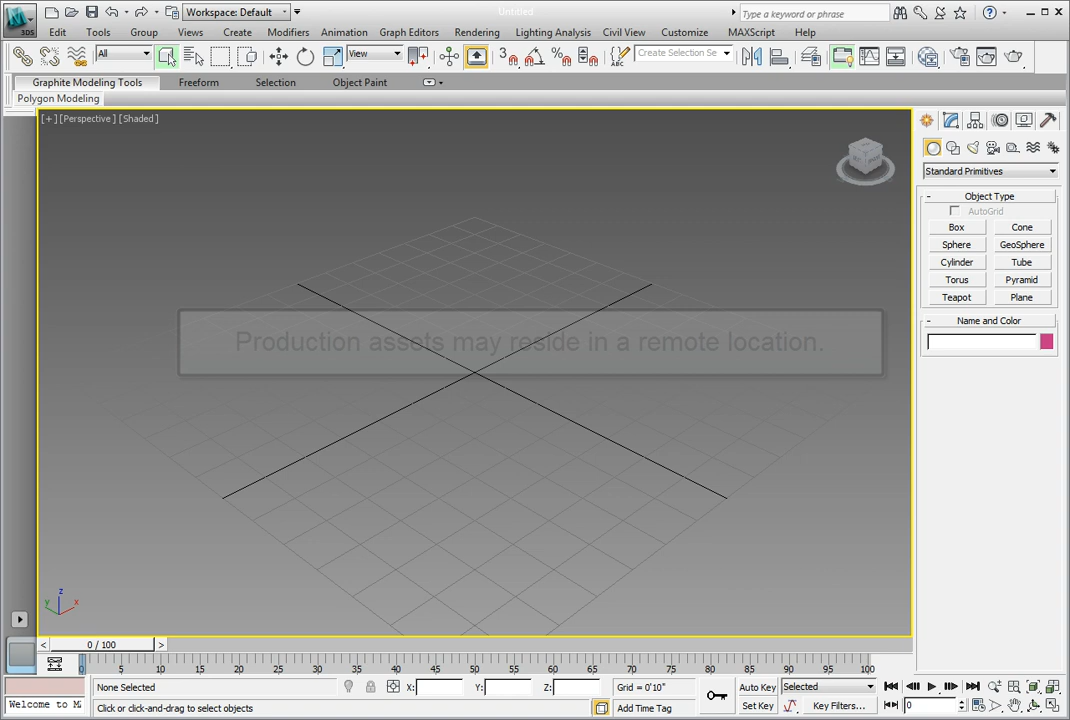 Workspace: Default
Untitled
Type a keyword or phrase
3DS
Edit Tools Group Views Create Modifiers Animation Graph Editors Rendering Lighting Analysis Civil View Customize MAXScript Help
All View Create Selection Se
Graphite Modeling Tools Freeform Selection Object Paint
Polygon Modeling
[+][Perspective][Shaded]
Standard Primitives
- Object Type
AutoGrid
Box Cone
Sphere GeoSphere
Cylinder Tube
Torus Pyramid
Teapot Plane
- Name and Color
Production assets may reside in a remote location.
z
y x
< 0 / 100 >
0 5 10 15 20 25 30 35 40 45 50 55 60 65 70 75 80 85 90 95 100
None Selected X: Y: Z: Grid = 0'10" Auto Key Selected
Welcome to Click or click-and-drag to select objects Add Time Tag Set Key Key Filters... 0